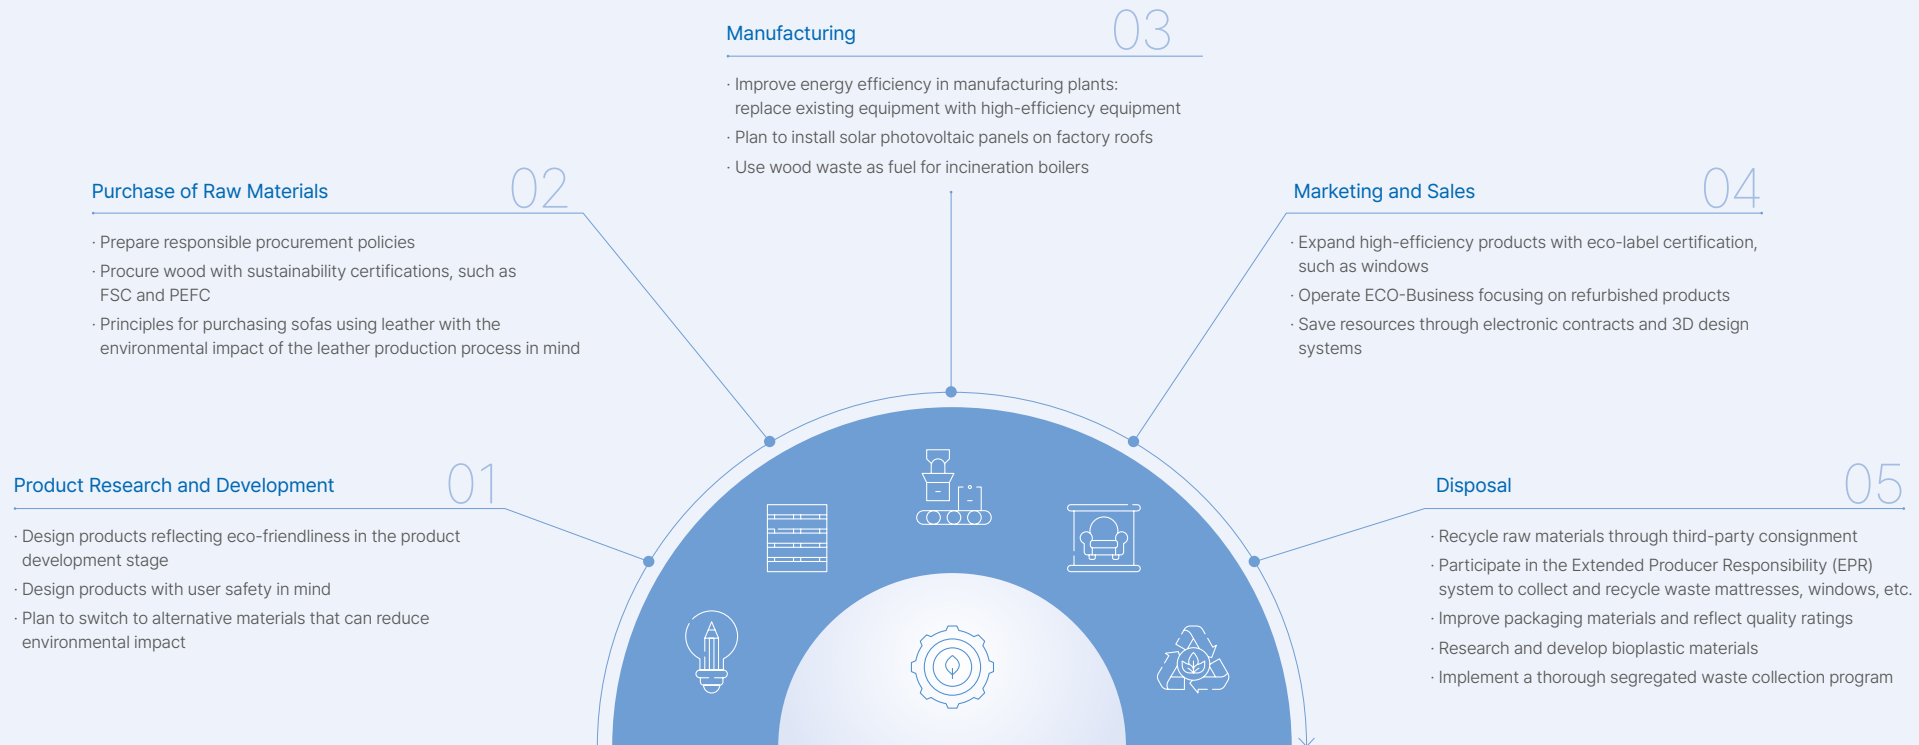 Product Research and Development
01
· Design products reflecting eco-friendliness in the product
development stage
· Design products with user safety in mind
· Plan to switch to alternative materials that can reduce
environmental impact
Purchase of Raw Materials
02
· Prepare responsible procurement policies
· Procure wood with sustainability certifications, such as
FSC and PEFC
· Principles for purchasing sofas using leather with the
environmental impact of the leather production process in mind
Manufacturing
03
· Improve energy efficiency in manufacturing plants:
replace existing equipment with high-efficiency equipment
· Plan to install solar photovoltaic panels on factory roofs
· Use wood waste as fuel for incineration boilers
Marketing and Sales
04
· Expand high-efficiency products with eco-label certification,
such as windows
· Operate ECO-Business focusing on refurbished products
· Save resources through electronic contracts and 3D design
systems
Disposal
05
· Recycle raw materials through third-party consignment
· Participate in the Extended Producer Responsibility (EPR)
system to collect and recycle waste mattresses, windows, etc.
· Improve packaging materials and reflect quality ratings
· Research and develop bioplastic materials
· Implement a thorough segregated waste collection program